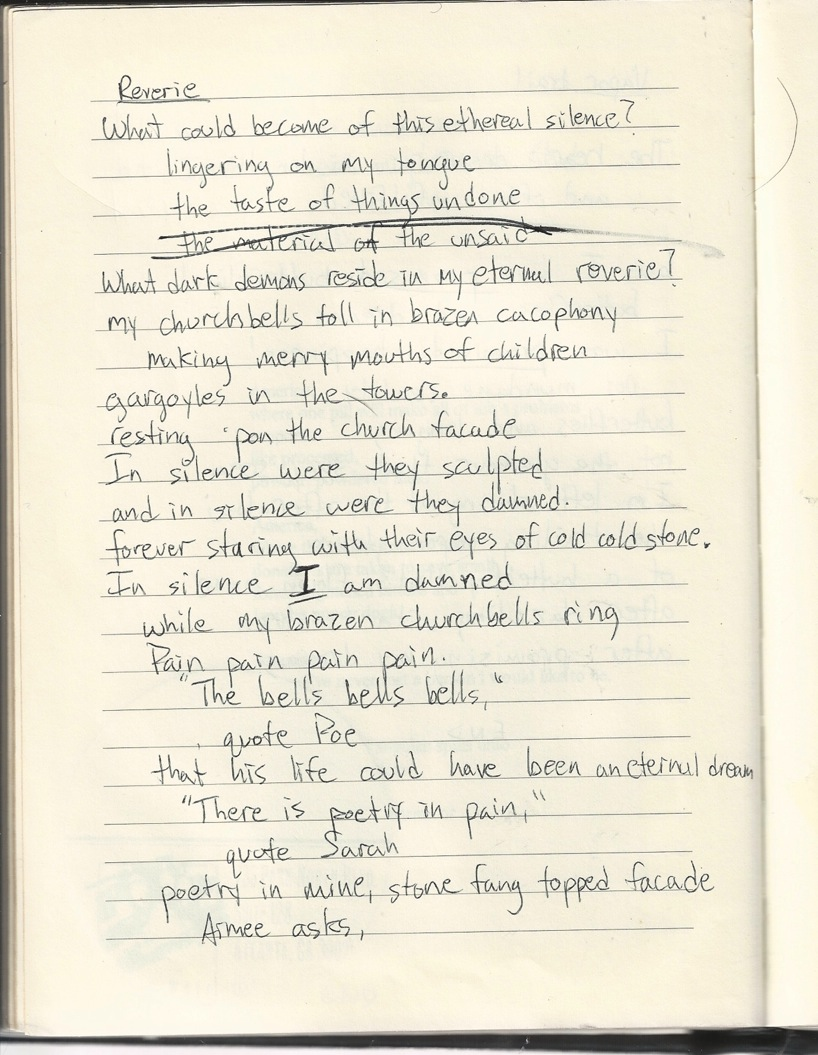 Reverie
What could become of this ethereal silence?
lingering on my tongue
the taste of things undone
the material of the unsaid
What dark demons reside in my eternal reverie?
my churchbells toll in brazen cacophony
making merry mouths of children
gargoyles in the towers.
resting 'pon the church facade
In silence were they sculpted
and in silence were they damned.
forever staring with their eyes of cold cold stone.
In silence I am damned
while my brazen churchbells ring
Pain pain pain pain.
"The bells bells bells,"
quote Poe
that his life could have been an eternal dream
"There is poetry in pain,"
quote Sarah
poetry in mine, stone fang topped facade
Aimee asks,